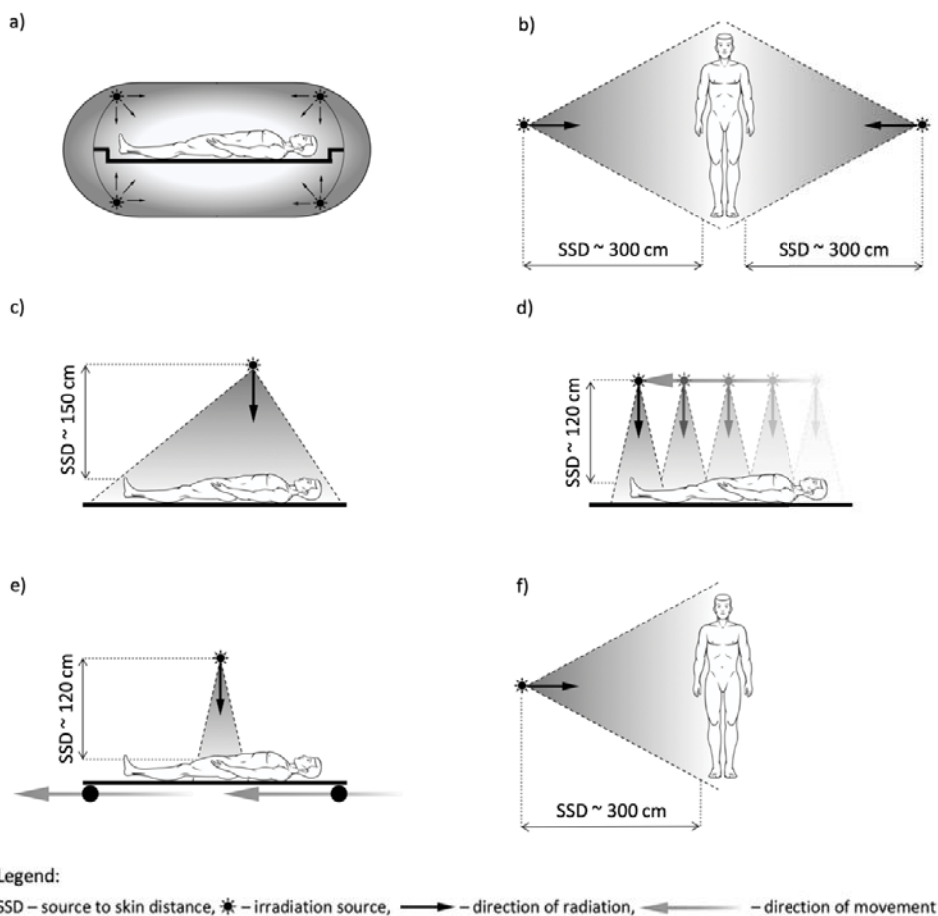 a)
b)
SSD ~ 300 cm
SSD ~ 300 cm
c)
d)
SSD ~ 150 cm
SSD ~ 120 cm
e)
f)
SSD ~ 120 cm
SSD ~ 300 cm
Legend:
SSD – source to skin distance, – irradiation source, – direction of radiation, – direction of movement